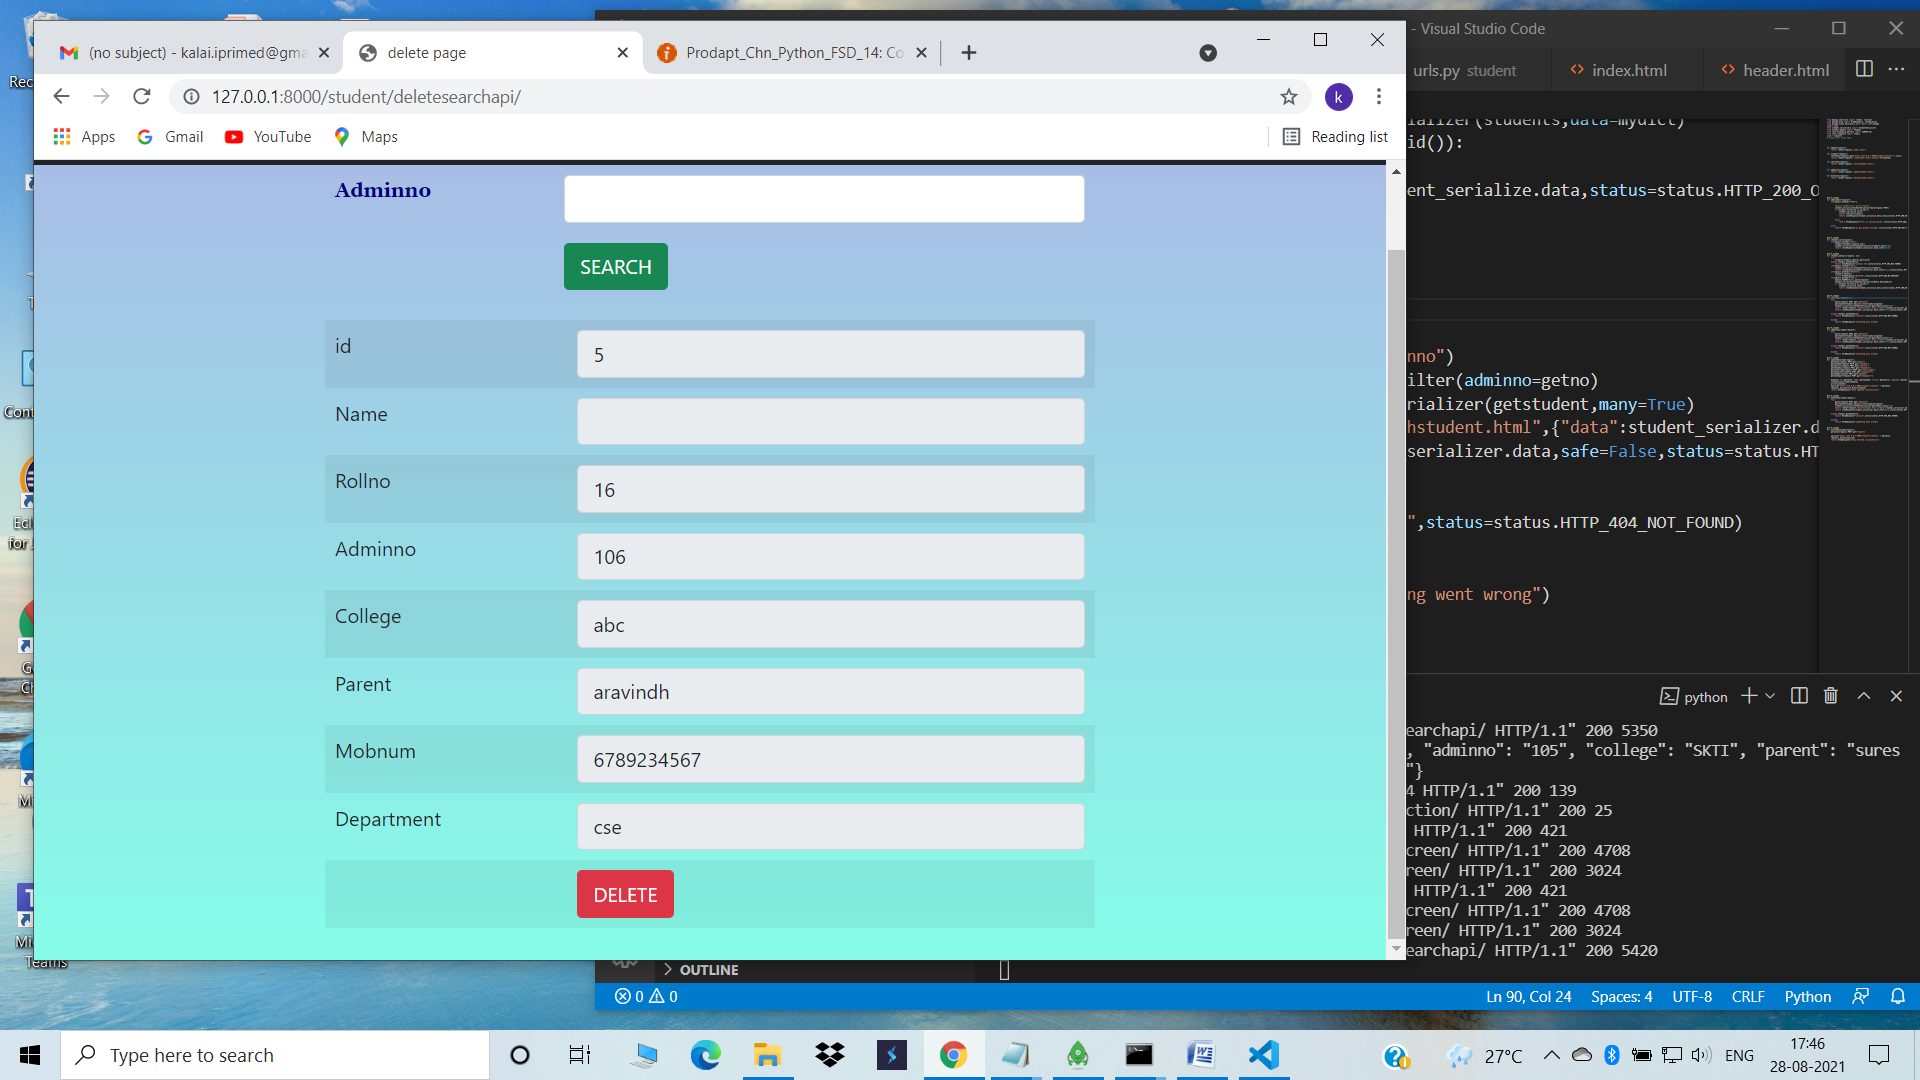 (no subject) - kalai.iprimed@gma
delete page
Prodapt_Chn_Python_FSD_14: Co
127.0.0.1:8000/student/deletesearchapi/
k
Apps
Gmail
YouTube
Maps
Reading list
Adminno
SEARCH
id
5
Name
Rollno
16
Adminno
106
College
abc
Parent
aravindh
Mobnum
6789234567
Department
cse
DELETE
- Visual Studio Code
urls.py student
index.html
header.html
ializer(students,data=mydict)
id()):
ent_serialize.data,status=status.HTTP_200_O
nno")
ilter(adminno=getno)
rializer(getstudent,many=True)
hstudent.html",{"data":student_serializer.d
serializer.data,safe=False,status=status.HT
",status=status.HTTP_404_NOT_FOUND)
ng went wrong")
python
earchapi/ HTTP/1.1" 200 5350
, "adminno": "105", "college": "SKTI", "parent": "sures
"}
4 HTTP/1.1" 200 139
ction/ HTTP/1.1" 200 25
HTTP/1.1" 200 421
creen/ HTTP/1.1" 200 4708
reen/ HTTP/1.1" 200 3024
HTTP/1.1" 200 421
creen/ HTTP/1.1" 200 4708
reen/ HTTP/1.1" 200 3024
earchapi/ HTTP/1.1" 200 5420
OUTLINE
0 0
Ln 90, Col 24
Spaces: 4
UTF-8
CRLF
Python
Rec
Cont
Ecl
for
Teams
Type here to search
27°C
ENG
17:46
28-08-2021